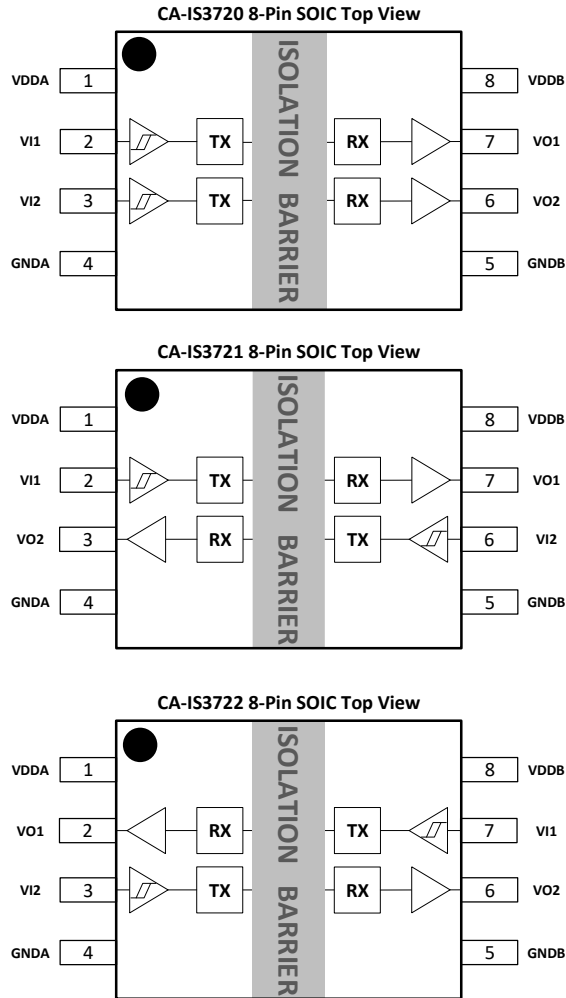 CA-IS3720 8-Pin SOIC Top View
VDDA 1 8 VDDB
VI1 2 TX RX 7 VO1
VI2 3 TX RX 6 VO2
GNDA 4 5 GNDB
ISOLATION BARRIER
CA-IS3721 8-Pin SOIC Top View
VDDA 1 8 VDDB
VI1 2 TX RX 7 VO1
VO2 3 RX TX 6 VI2
GNDA 4 5 GNDB
ISOLATION BARRIER
CA-IS3722 8-Pin SOIC Top View
VDDA 1 8 VDDB
VO1 2 RX TX 7 VI1
VI2 3 TX RX 6 VO2
GNDA 4 5 GNDB
ISOLATION BARRIER